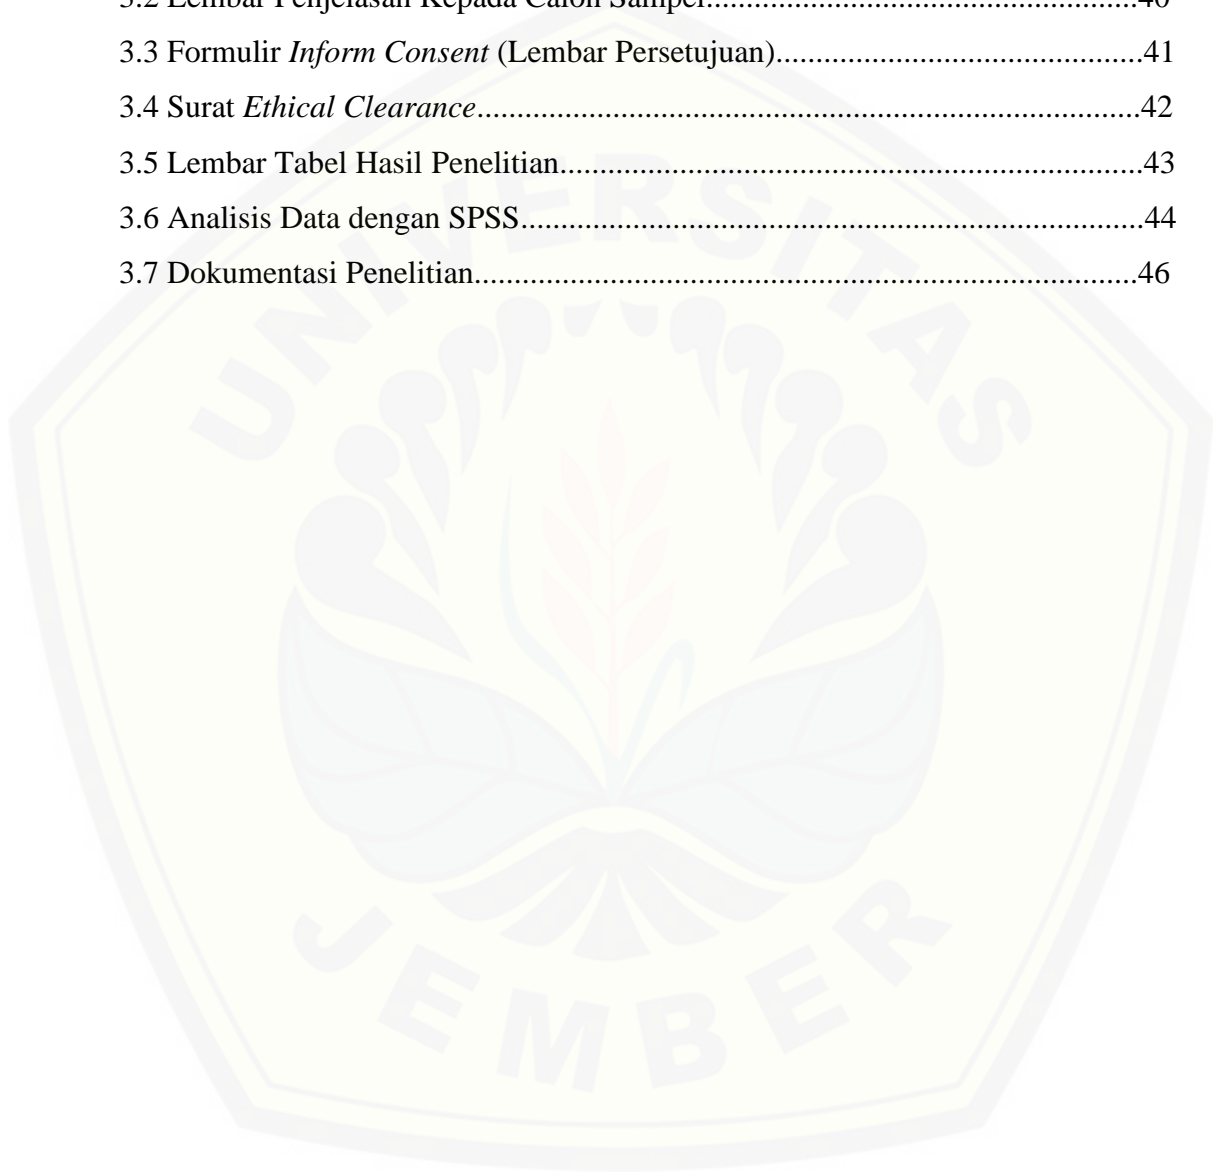 3.2 Lembar Penjelasan Kepada Calon Sampel....................................................40
3.3 Formulir Inform Consent (Lembar Persetujuan)............................................41
3.4 Surat Ethical Clearance.................................................................................42
3.5 Lembar Tabel Hasil Penelitian.......................................................................43
3.6 Analisis Data dengan SPSS............................................................................44
3.7 Dokumentasi Penelitian.................................................................................46
UNIVERSITAS
JEMBER